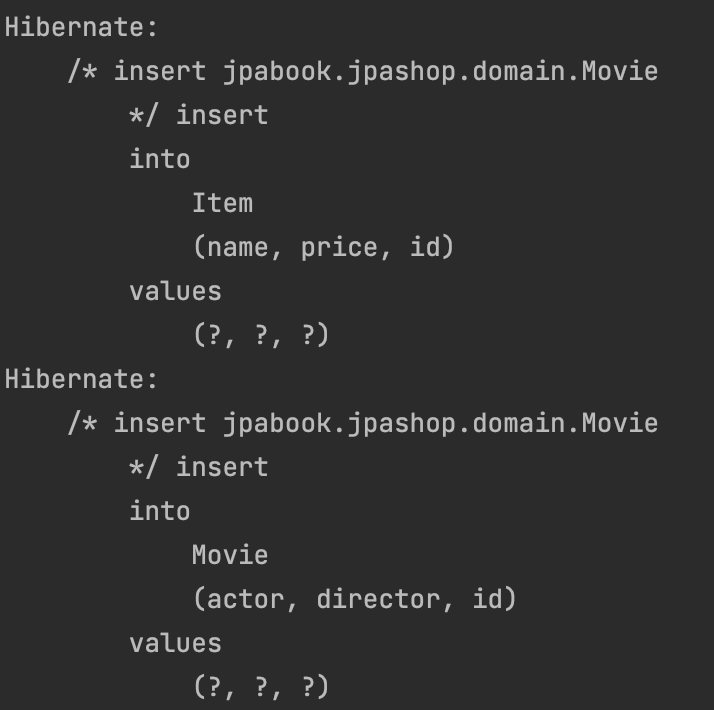 Hibernate:
    /* insert jpabook.jpashop.domain.Movie
        */ insert
        into
            Item
            (name, price, id)
        values
            (?, ?, ?)
Hibernate:
    /* insert jpabook.jpashop.domain.Movie
        */ insert
        into
            Movie
            (actor, director, id)
        values
            (?, ?, ?)